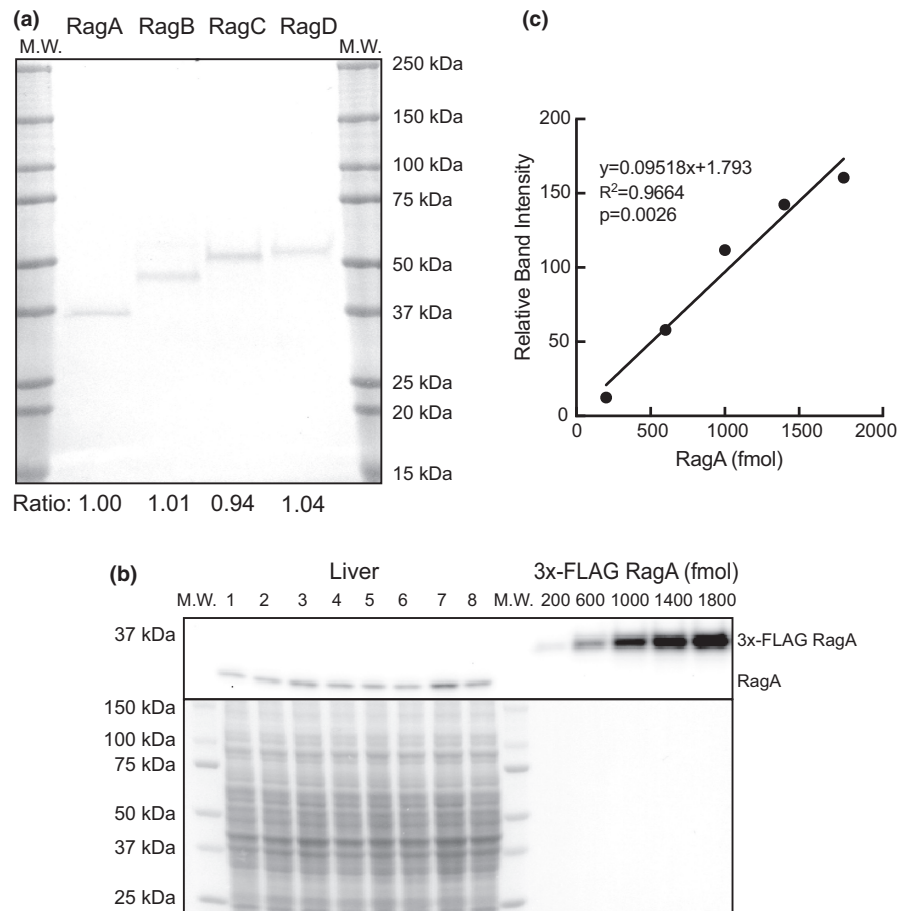 (a)
RagA RagB RagC RagD
M.W. M.W.
250 kDa
150 kDa
100 kDa
75 kDa
50 kDa
37 kDa
25 kDa
20 kDa
15 kDa
Ratio: 1.00 1.01 0.94 1.04
(c)
200
150
100
50
0
Relative Band Intensity
y=0.09518x+1.793
R²=0.9664
p=0.0026
0 500 1000 1500 2000
RagA (fmol)
(b)
Liver 3x-FLAG RagA (fmol)
M.W. 1 2 3 4 5 6 7 8 M.W. 200 600 1000 1400 1800
37 kDa
3x-FLAG RagA
RagA
150 kDa
100 kDa
75 kDa
50 kDa
37 kDa
25 kDa